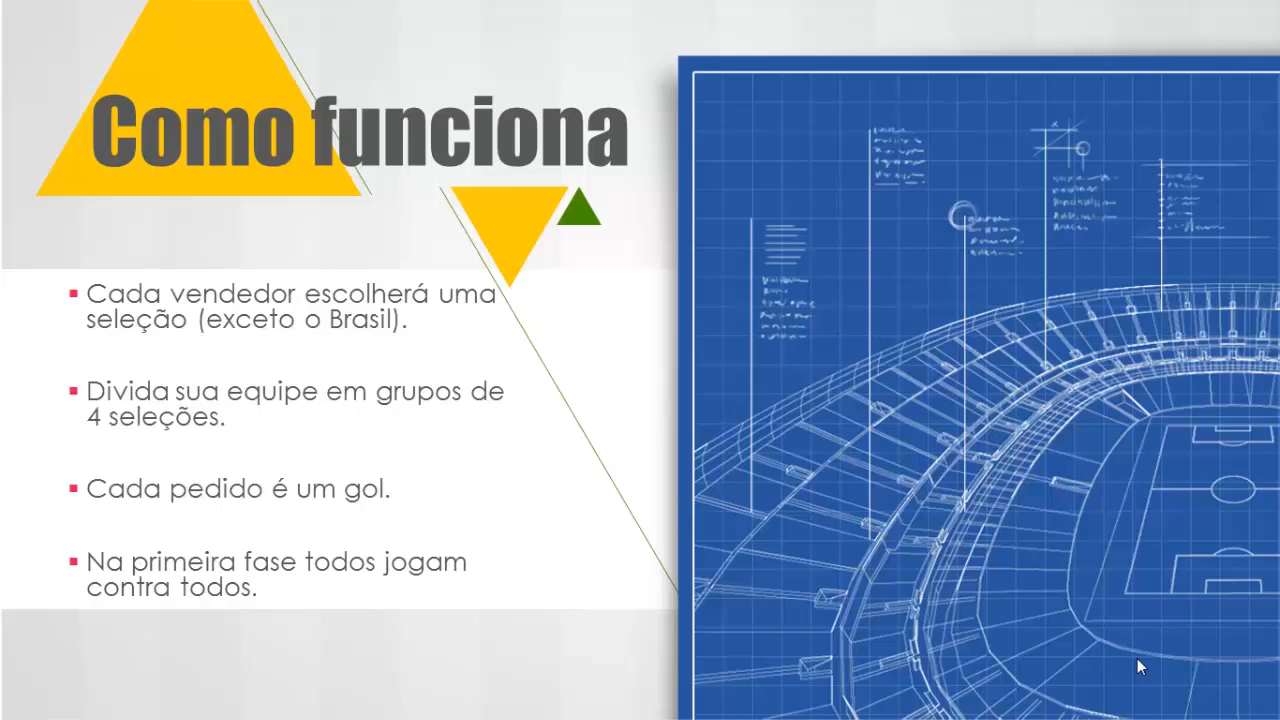 Como funciona
Cada vendedor escolherá uma
seleção (exceto o Brasil).
Divida sua equipe em grupos de
4 seleções.
Cada pedido é um gol.
Na primeira fase todos jogam
contra todos.